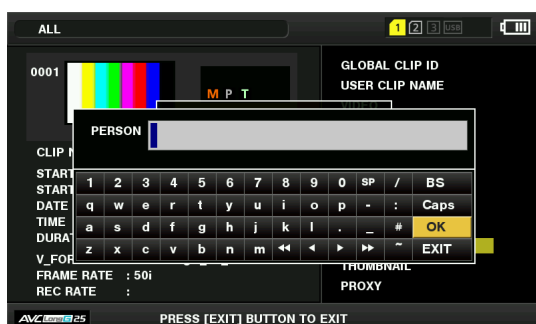 ALL
1 2 3 USB
0001
M P T
GLOBAL CLIP ID
USER CLIP NAME
VIDEO
PERSON
CLIP
START
START
DATE
TIME
V_FOR
FRAME RATE : 50i
REC RATE :
1 2 3 4 5 6 7 8 9 0 SP / BS
q w e r t y u i o p - : Caps
a s d f g h j k l . _ # OK
z x c v b n m ◀◀ ◀ ▶ ▶▶ ~ EXIT
THUMBNAIL
PROXY
AVC LongG 25
PRESS [EXIT] BUTTON TO EXIT